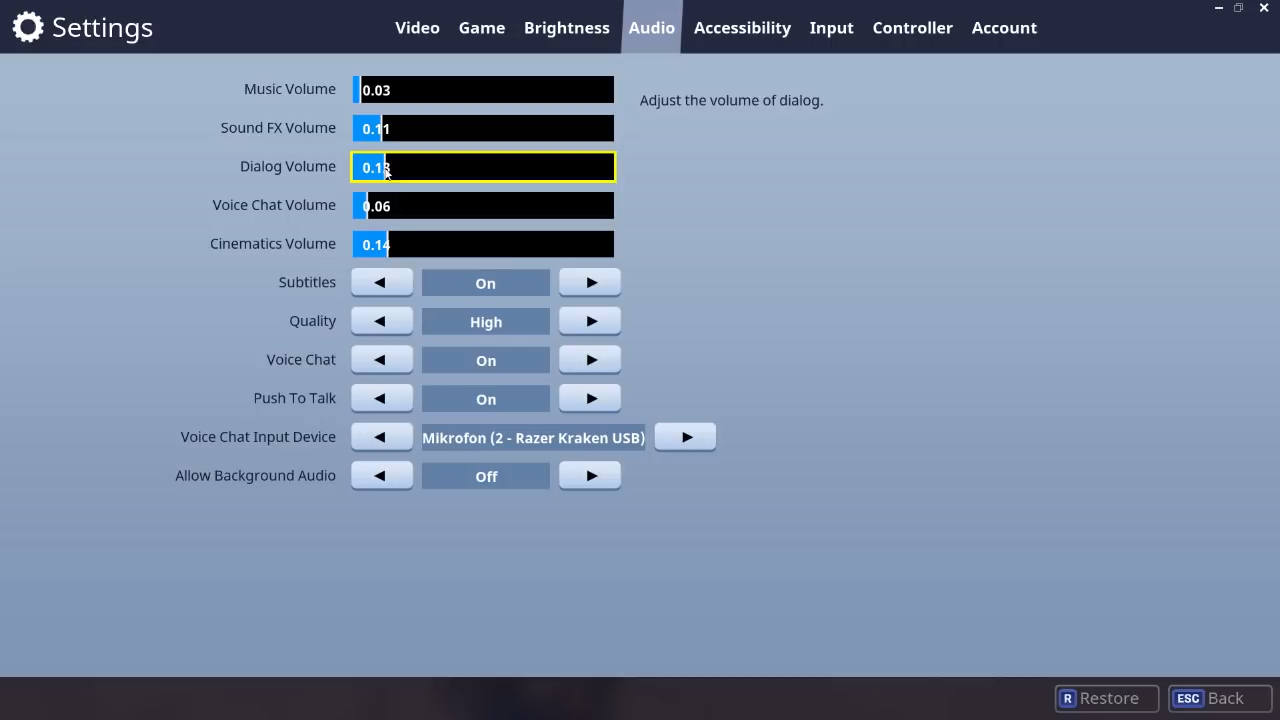 Settings
Video Game Brightness Audio Accessibility Input Controller Account
Music Volume 0.03
Adjust the volume of dialog.
Sound FX Volume 0.11
Dialog Volume 0.13
Voice Chat Volume 0.06
Cinematics Volume 0.14
Subtitles ◀ On ▶
Quality ◀ High ▶
Voice Chat ◀ On ▶
Push To Talk ◀ On ▶
Voice Chat Input Device ◀ Mikrofon (2 - Razer Kraken USB) ▶
Allow Background Audio ◀ Off ▶
R Restore ESC Back